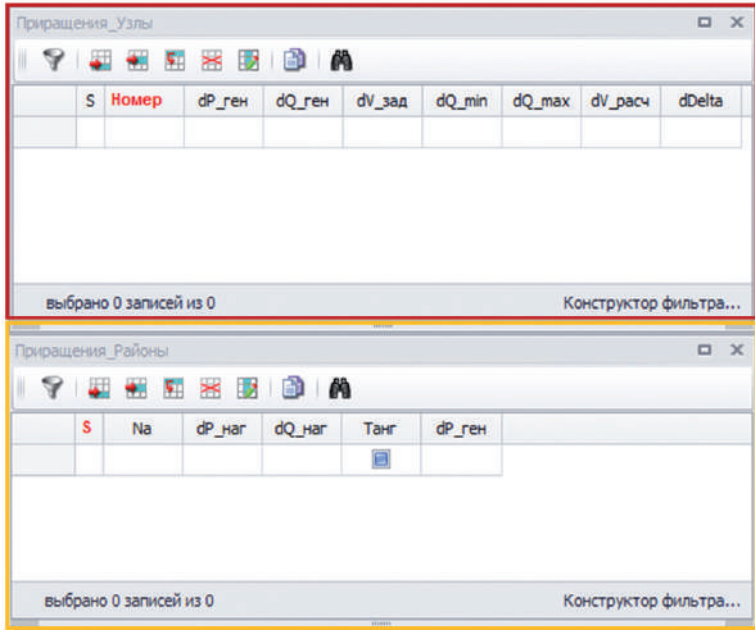 Приращения_Узлы
S Номер dP_ген dQ_ген dV_зад dQ_min dQ_max dV_расч dDelta
выбрано 0 записей из 0 Конструктор фильтра...
Приращения_Районы
S Na dP_наг dQ_наг Танг dP_ген
выбрано 0 записей из 0 Конструктор фильтра...